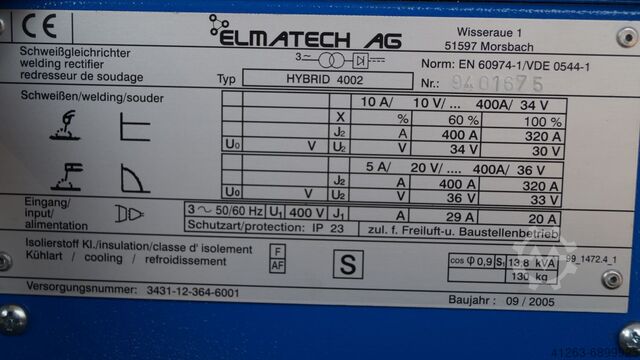 CE
ELMATECH AG
Wisseraue 1
51597 Morsbach
Schweißgleichrichter
welding rectifier
redresseur de soudage
3~
Norm: EN 60974-1/VDE 0544-1
Typ HYBRID 4002
Nr.: 9401675
Schweißen/welding/souder
10 A/ 10 V/ ... 400A/ 34 V
X % 60 % 100 %
J₂ A 400 A 320 A
U₀ V U₂ V 34 V 30 V
5 A/ 20 V/ .... 400A/ 36 V
J₂ A 400 A 320 A
U₀ V U₂ V 36 V 33 V
Eingang/
input/
alimentation
3 ~ 50/60 Hz U₁ 400 V J₁ A 29 A 20 A
Schutzart/protection: IP 23 zul. f. Freiluft-u. Baustellenbetrieb
Isolierstoff Kl./insulation/classe d' isolement F
Kühlart / cooling / refroidissement AF
S
cos φ 0,9 S₁ 13.8 kVA
130 kg
99_1472.4_1
Versorgungsnummer: 3431-12-364-6001
Baujahr: 09 / 2005